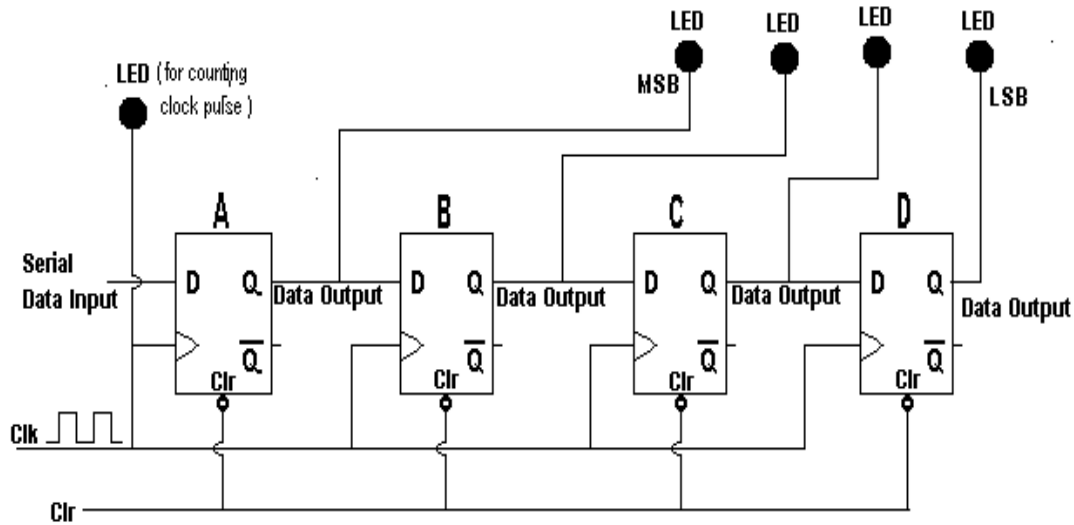 LED LED LED LED
LED (for counting
clock pulse )
MSB
LSB
A B C D
Serial
Data Input
D Q D Q D Q D Q
Data Output Data Output Data Output Data Output
Q Q Q Q
Clr Clr Clr Clr
Clk
Clr